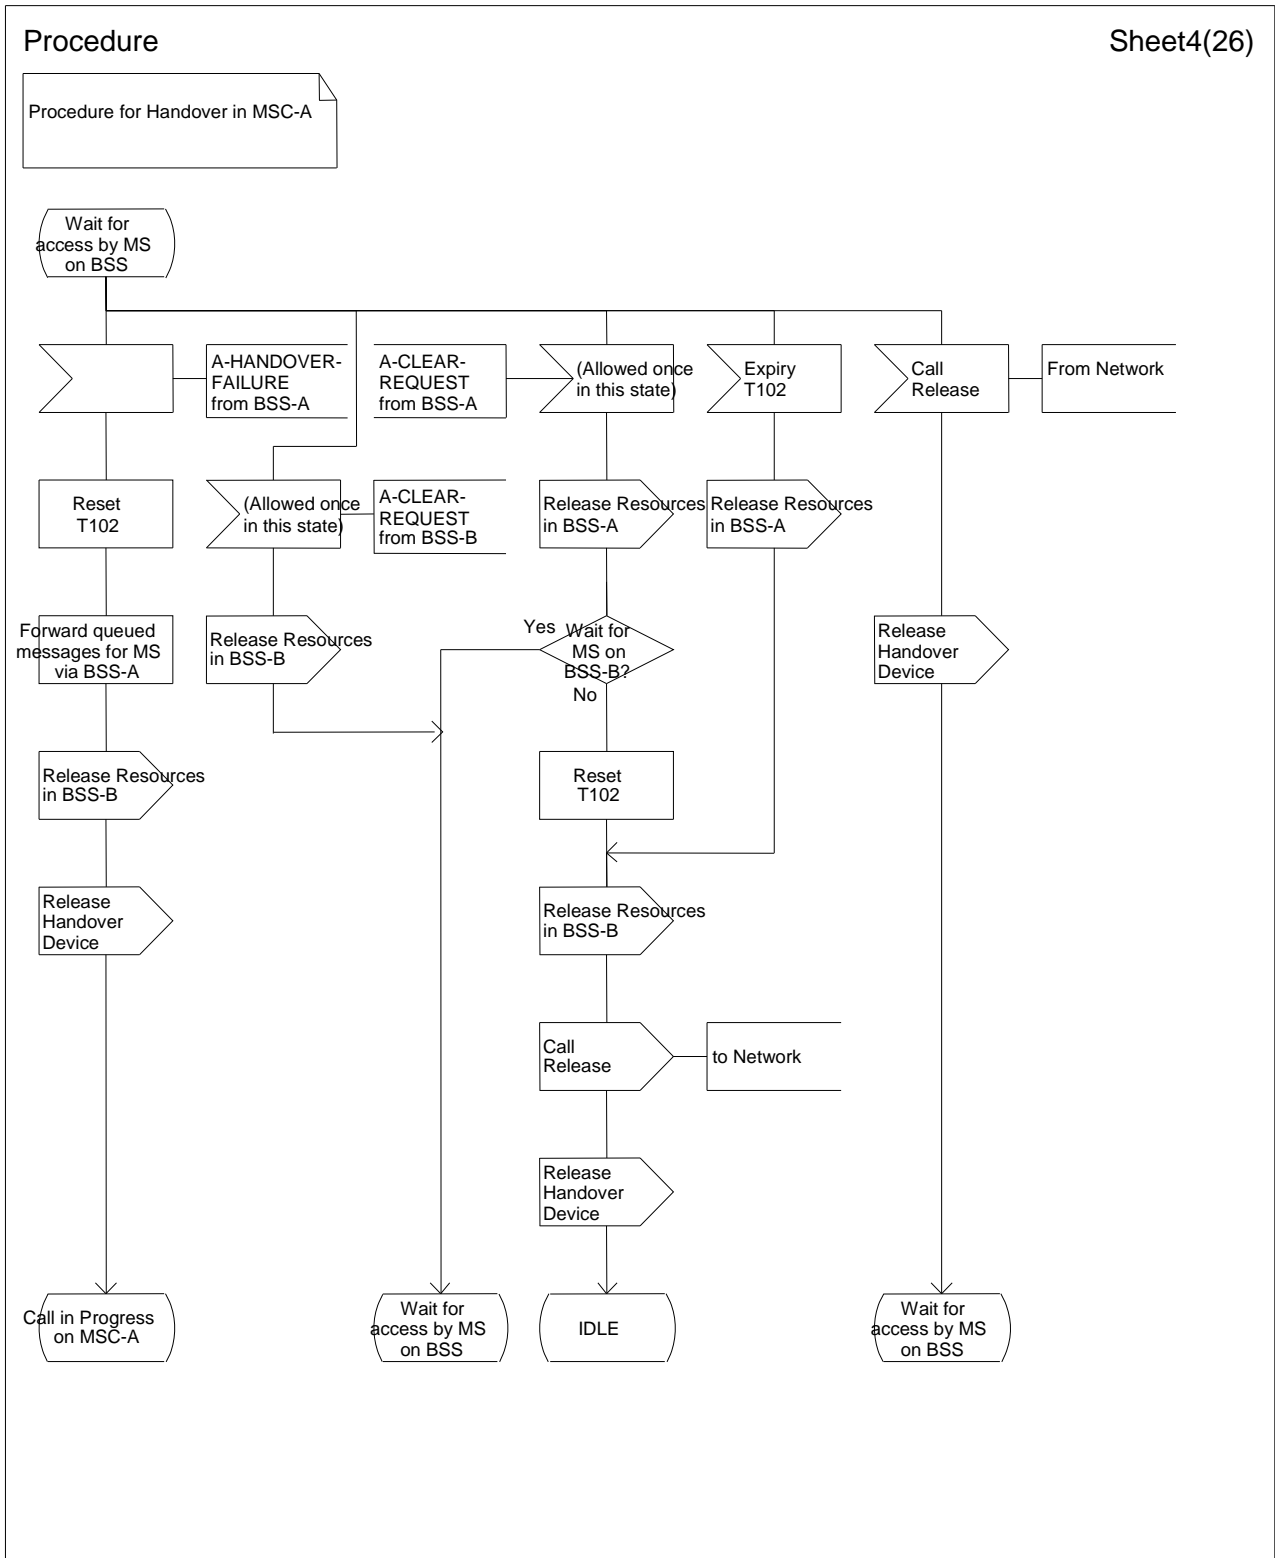 Procedure
Sheet4(26)
Procedure for Handover in MSC-A
Wait for
access by MS
on BSS
A-HANDOVER-
FAILURE
from BSS-A
A-CLEAR-
REQUEST
from BSS-A
(Allowed once
in this state)
Expiry
T102
Call
Release
From Network
Reset
T102
(Allowed once
in this state)
A-CLEAR-
REQUEST
from BSS-B
Release Resources
in BSS-A
Release Resources
in BSS-A
Forward queued
messages for MS
via BSS-A
Release Resources
in BSS-B
Yes
Wait for
MS on
BSS-B?
No
Release
Handover
Device
Release Resources
in BSS-B
Reset
T102
Release
Handover
Device
Release Resources
in BSS-B
Call
Release
to Network
Release
Handover
Device
Call in Progress
on MSC-A
Wait for
access by MS
on BSS
IDLE
Wait for
access by MS
on BSS